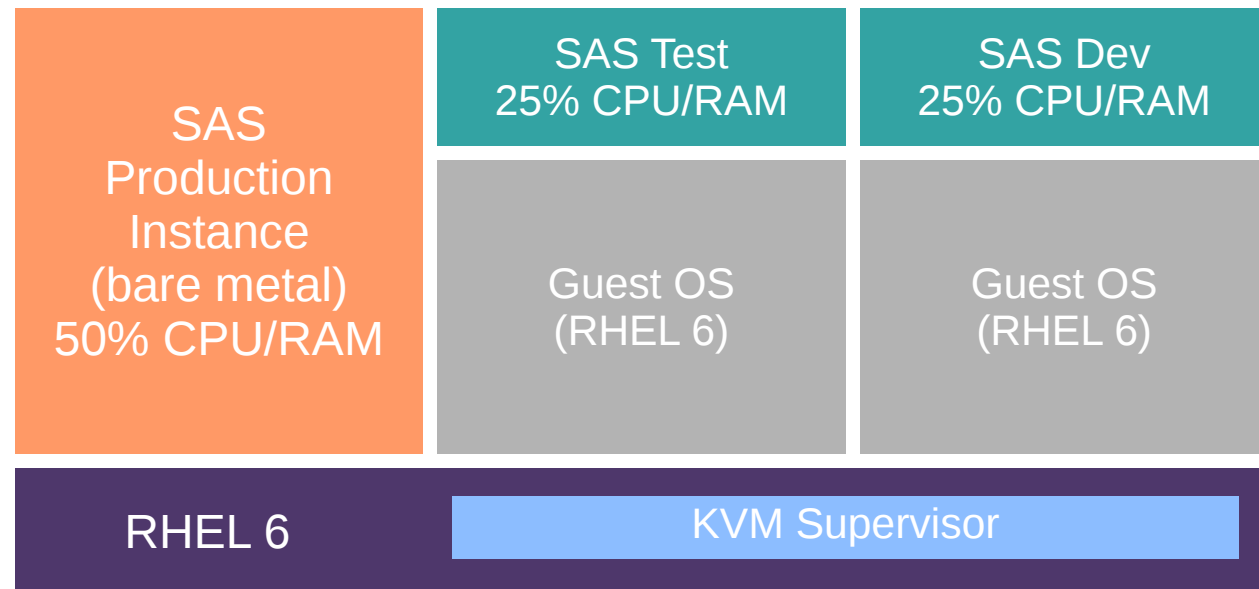 SAS
Production
Instance
(bare metal)
50% CPU/RAM
SAS Test
25% CPU/RAM
SAS Dev
25% CPU/RAM
Guest OS
(RHEL 6)
Guest OS
(RHEL 6)
RHEL 6
KVM Supervisor